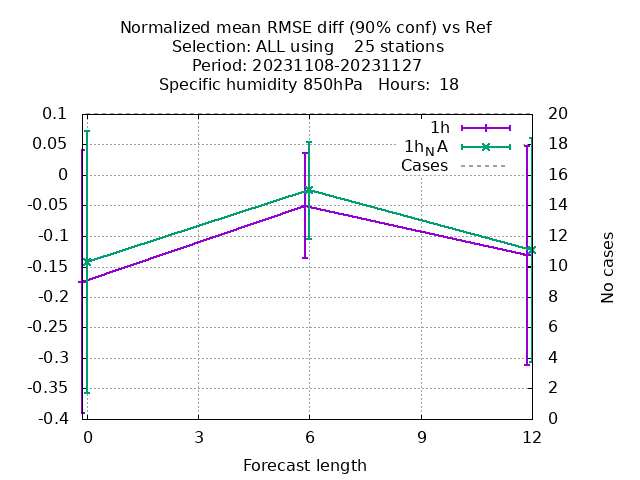 Normalized mean RMSE diff (90% conf) vs Ref
Selection: ALL using    25 stations
Period: 20231108-20231127
Specific humidity 850hPa   Hours:  18
0.1
0.05
0
-0.05
-0.1
-0.15
-0.2
-0.25
-0.3
-0.35
-0.4
1h
1hNA
Cases
20
18
16
14
12
10
8
6
4
2
0
No cases
0 3 6 9 12
Forecast length